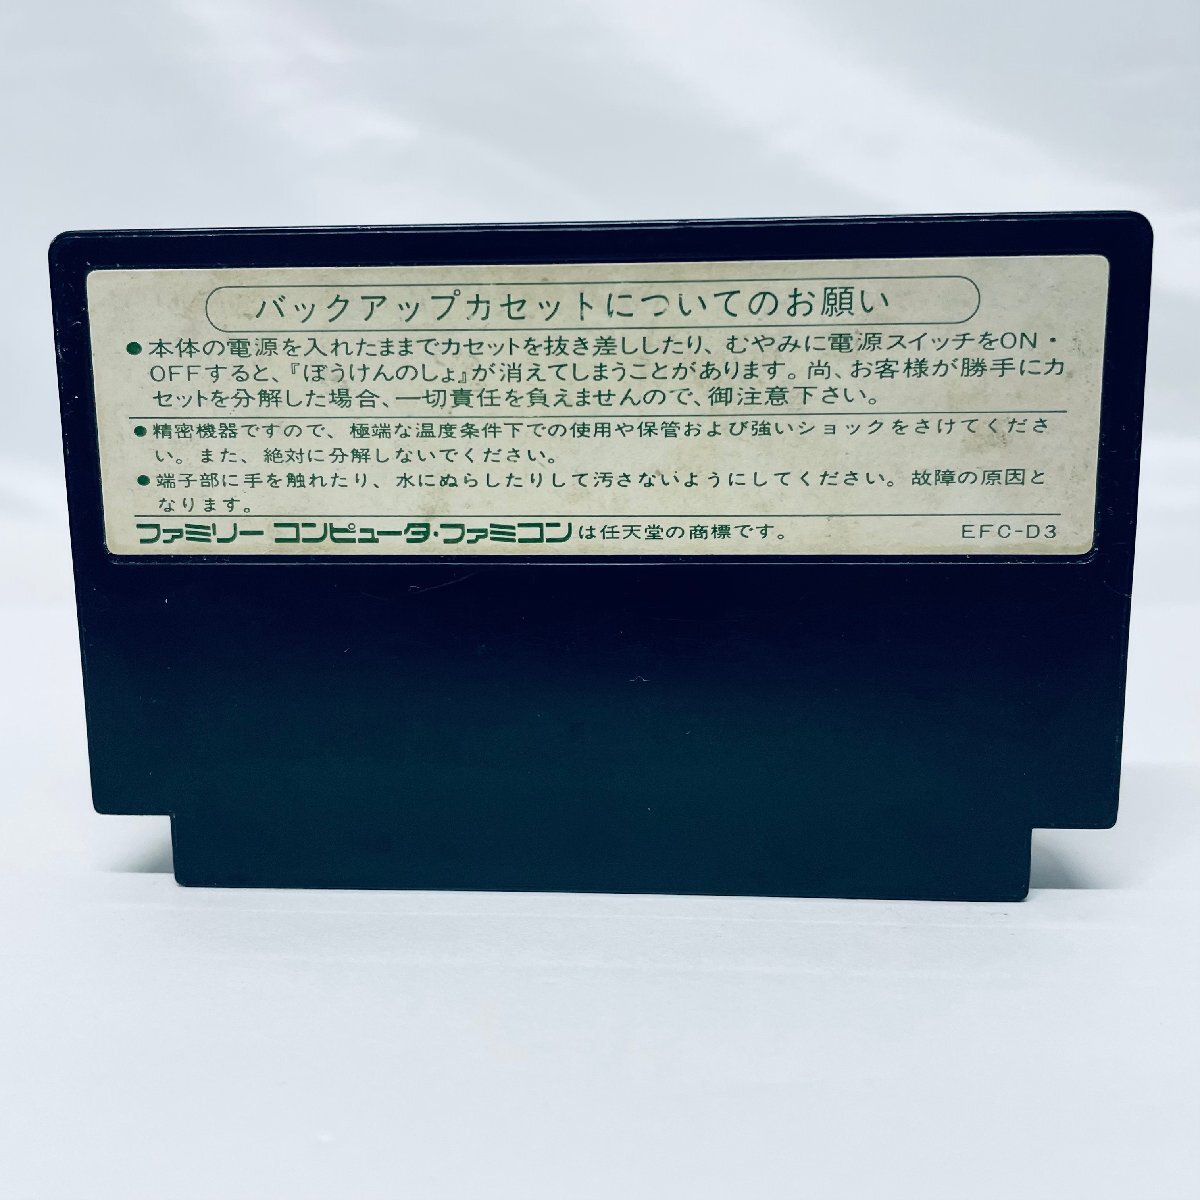 バックアップカセットについてのお願い
●本体の電源を入れたままでカセットを抜き差ししたり、むやみに電源スイッチをON・
OFFすると、『ぼうけんのしょ』が消えてしまうことがあります。尚、お客様が勝手にカ
セットを分解した場合、一切責任を負えませんので、御注意下さい。
●精密機器ですので、極端な温度条件下での使用や保管および強いショックをさけてくださ
い。また、絶対に分解しないでください。
●端子部に手を触れたり、水にぬらしたりして汚さないようにしてください。故障の原因と
なります。
ファミリーコンピュータ・ファミコンは任天堂の商標です。 EFC-D3